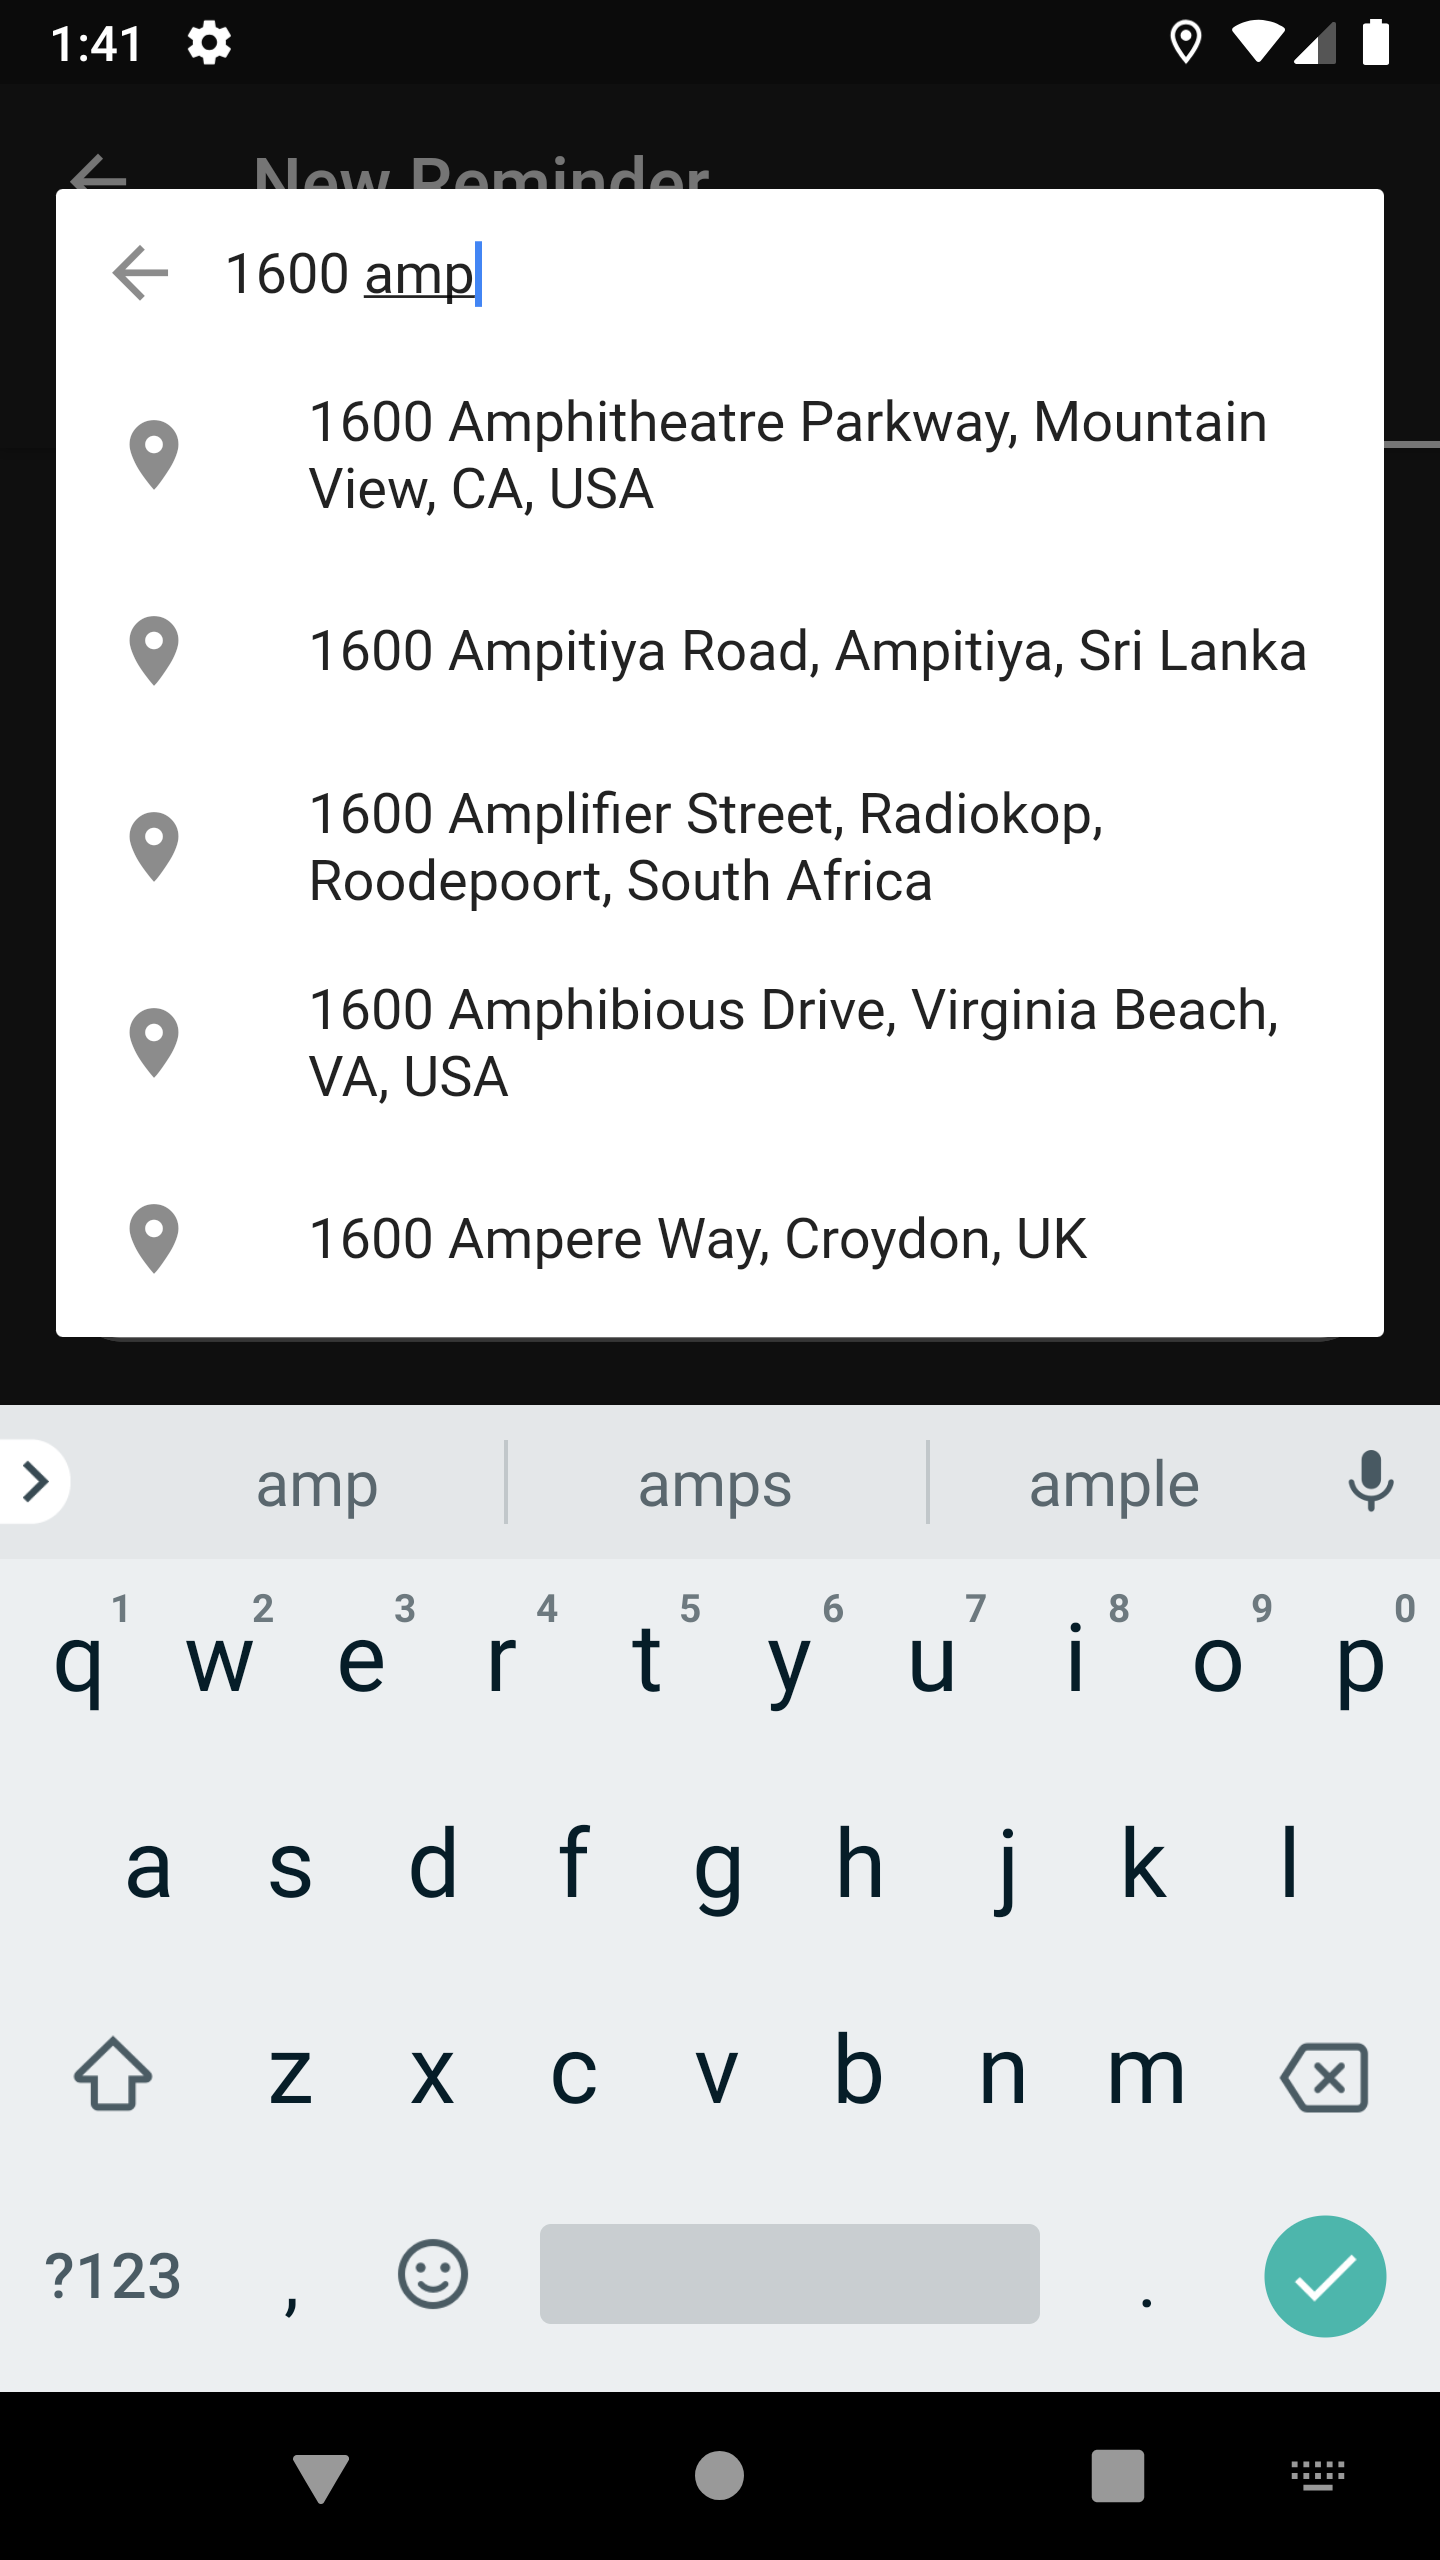 1:41
New Reminder
1600 amp
1600 Amphitheatre Parkway, Mountain
View, CA, USA
1600 Ampitiya Road, Ampitiya, Sri Lanka
1600 Amplifier Street, Radiokop,
Roodepoort, South Africa
1600 Amphibious Drive, Virginia Beach,
VA, USA
1600 Ampere Way, Croydon, UK
amp amps ample
1 2 3 4 5 6 7 8 9 0
q w e r t y u i o p
a s d f g h j k l
z x c v b n m
?123 , .